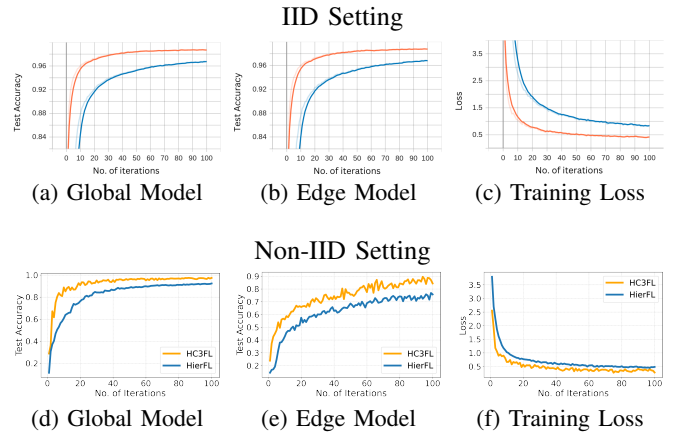 IID Setting
Test Accuracy
0.96
0.92
0.88
0.84
0 10 20 30 40 50 60 70 80 90 100
No. of iterations
(a) Global Model
Test Accuracy
0.96
0.92
0.88
0.84
0 10 20 30 40 50 60 70 80 90 100
No. of iterations
(b) Edge Model
Loss
3.5
2.5
1.5
0.5
0 10 20 30 40 50 60 70 80 90 100
No. of iterations
(c) Training Loss
Non-IID Setting
Test Accuracy
1.0
0.8
0.6
0.4
0.2
0 20 40 60 80 100
No. of Iterations
HC3FL
HierFL
(d) Global Model
Test Accuracy
0.9
0.8
0.7
0.6
0.5
0.4
0.3
0.2
0 20 40 60 80 100
No. of Iterations
HC3FL
HierFL
(e) Edge Model
Loss
3.5
3.0
2.5
2.0
1.5
1.0
0.5
0 20 40 60 80 100
No. of Iterations
HC3FL
HierFL
(f) Training Loss